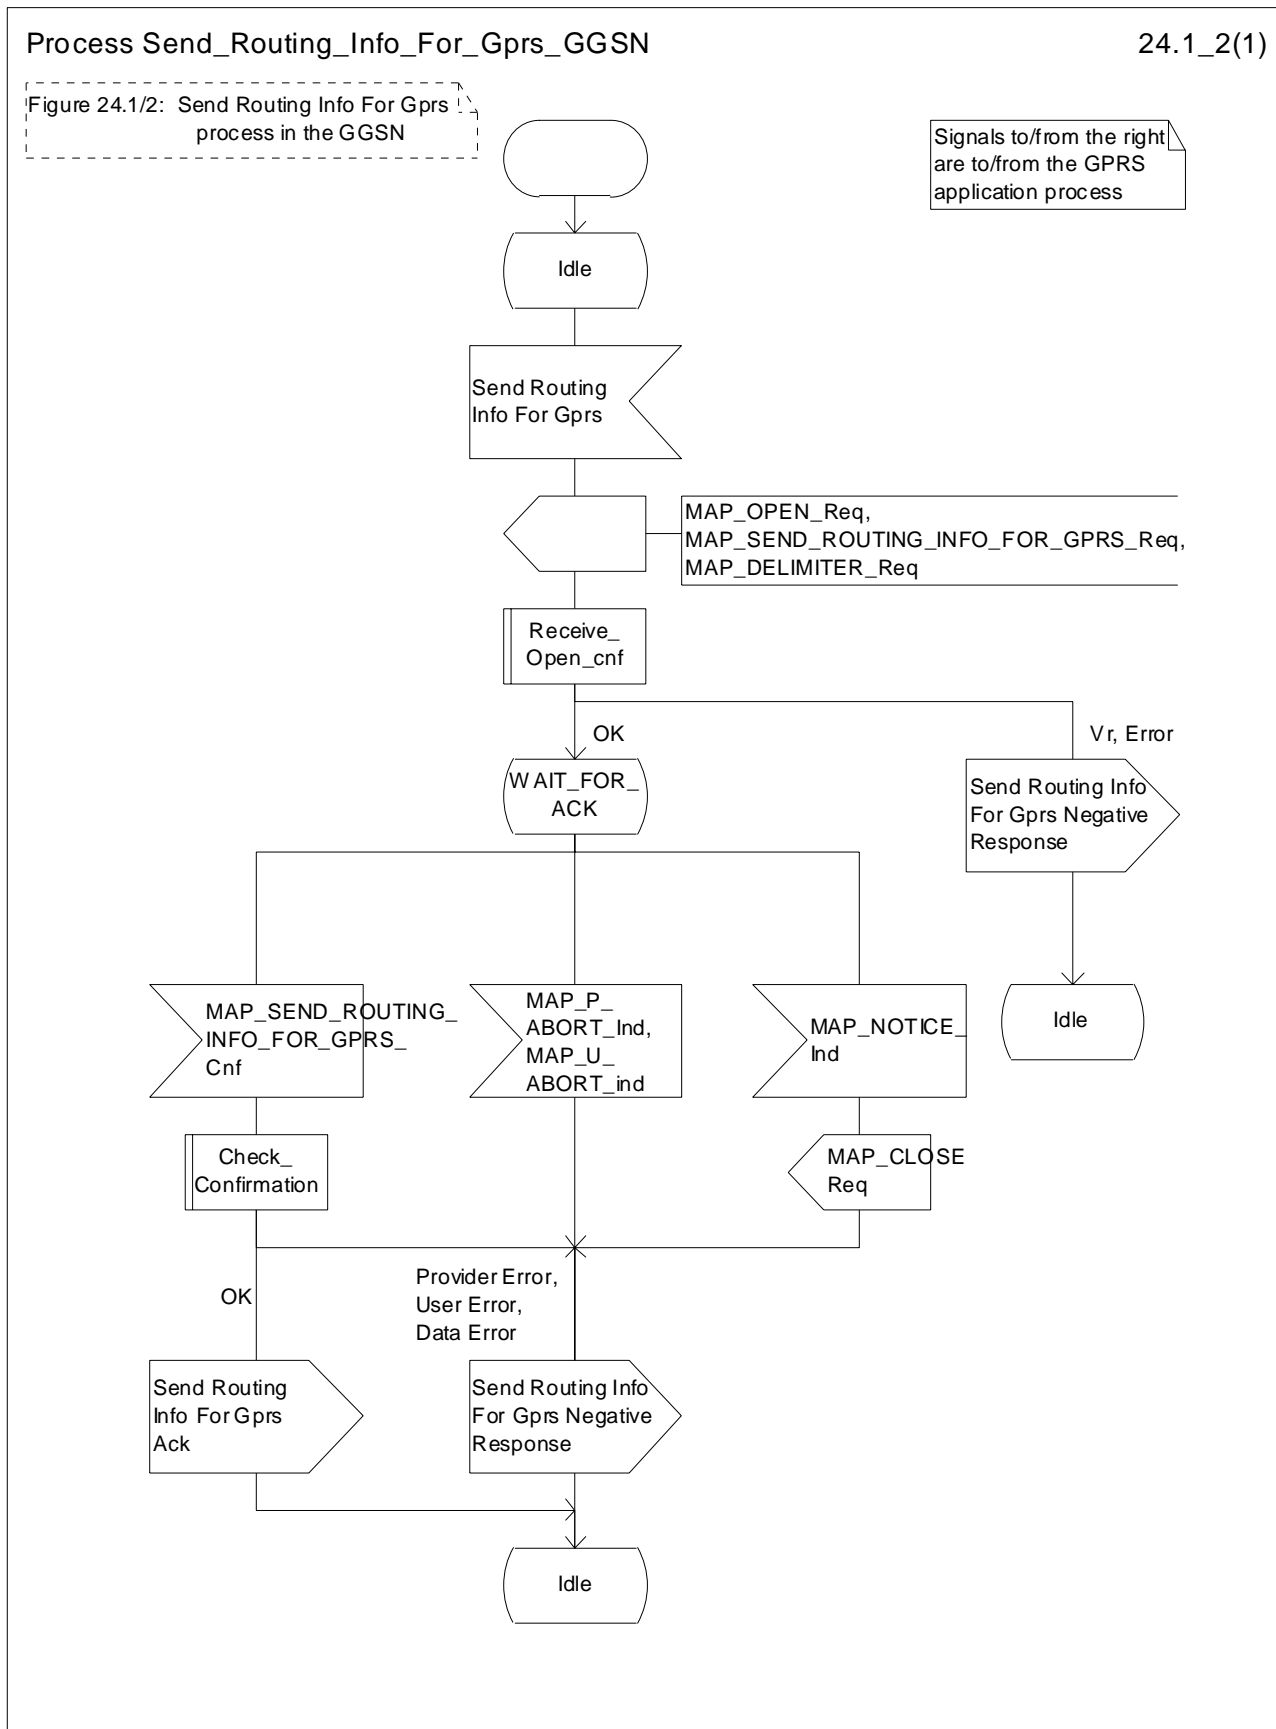 Process Send_Routing_Info_For_Gprs_GGSN
24.1_2(1)
Figure 24.1/2: Send Routing Info For Gprs
process in the GGSN
Signals to/from the right
are to/from the GPRS
application process
Idle
Send Routing
Info For Gprs
MAP_OPEN_Req,
MAP_SEND_ROUTING_INFO_FOR_GPRS_Req,
MAP_DELIMITER_Req
Receive_
Open_cnf
OK
Vr, Error
WAIT_FOR_
ACK
Send Routing Info
For Gprs Negative
Response
MAP_SEND_ROUTING_
INFO_FOR_GPRS_
Cnf
MAP_P_
ABORT_Ind,
MAP_U_
ABORT_ind
MAP_NOTICE_
Ind
Idle
Check_
Confirmation
MAP_CLOSE
Req
OK
Provider Error,
User Error,
Data Error
Send Routing
Info For Gprs
Ack
Send Routing Info
For Gprs Negative
Response
Idle